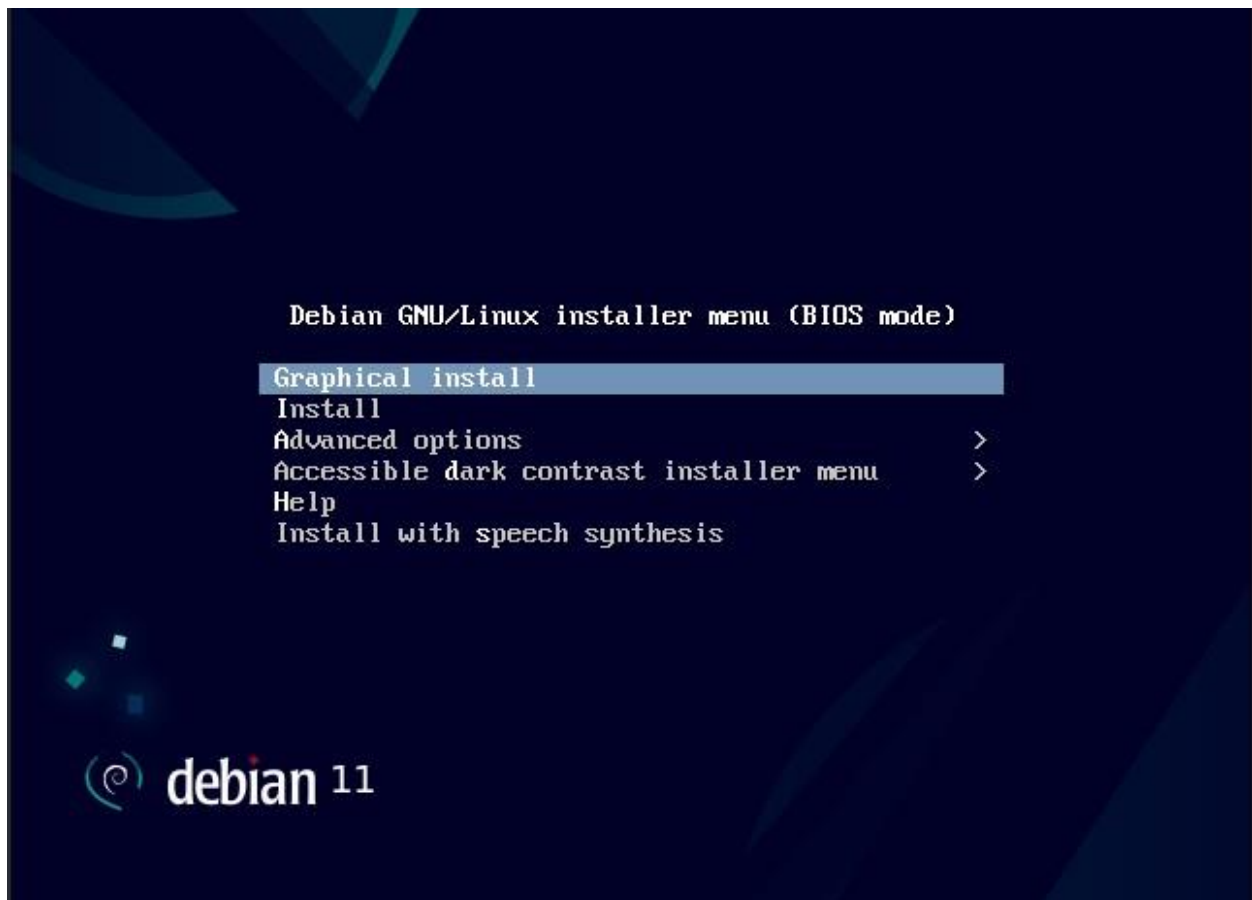 Debian GNU/Linux installer menu (BIOS mode)
Graphical install
Install
Advanced options >
Accessible dark contrast installer menu >
Help
Install with speech synthesis
debian 11